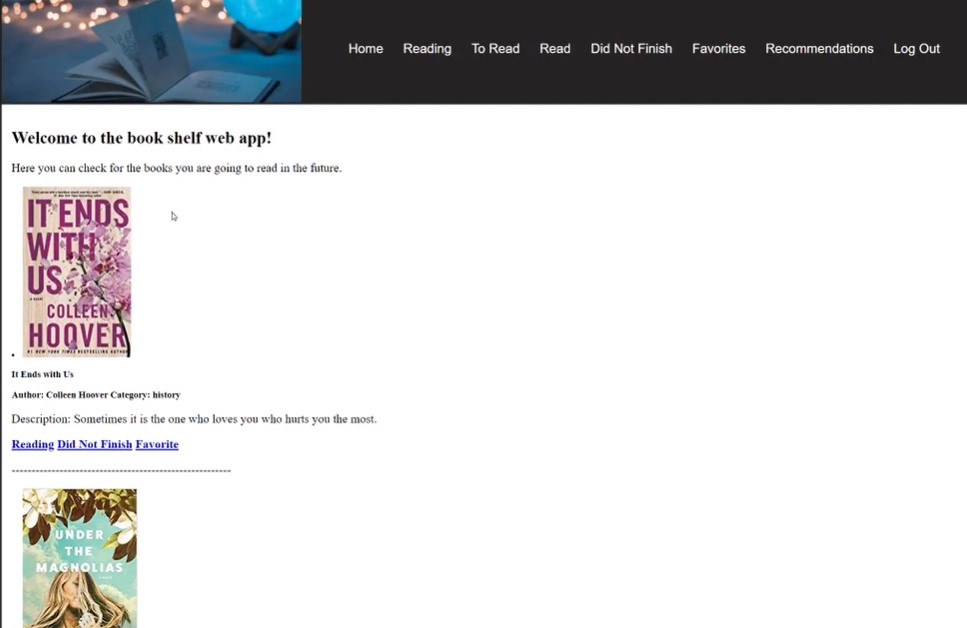 Home Reading To Read Read Did Not Finish Favorites Recommendations Log Out
Welcome to the book shelf web app!
Here you can check for the books you are going to read in the future.
IT ENDS
WITH
US
A NOVEL
COLLEEN
HOOVER
#1 NEW YORK TIMES BESTSELLING AUTHOR
It Ends with Us
Author: Colleen Hoover Category: history
Description: Sometimes it is the one who loves you who hurts you the most.
Reading Did Not Finish Favorite
-------------------------------------------------------
UNDER
THE
MAGNOLIAS